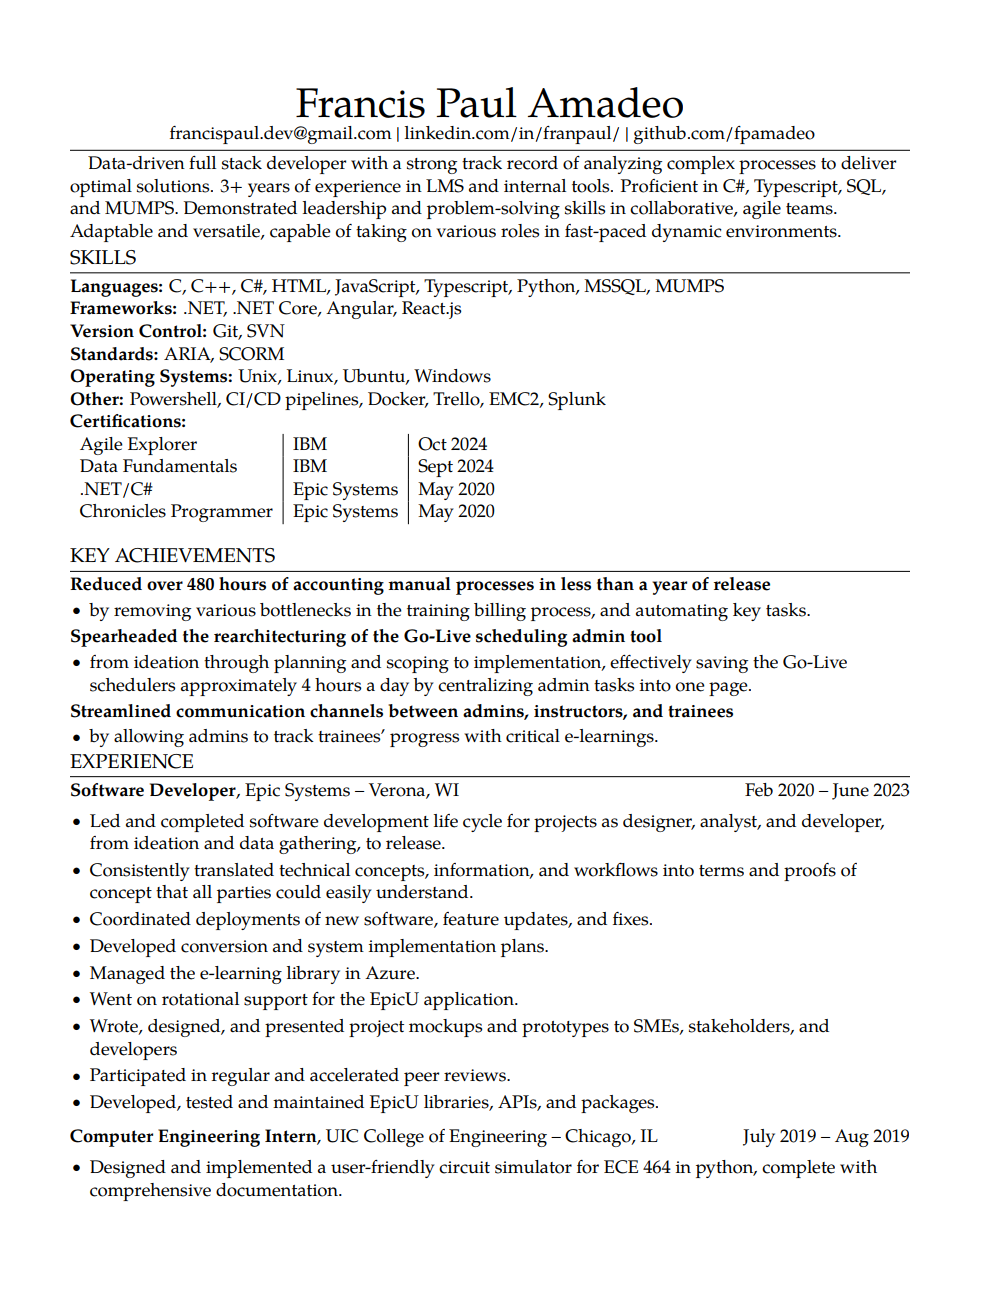 Francis Paul Amadeo
francispaul.dev@gmail.com | linkedin.com/in/franpaul/ | github.com/fpamadeo
Data-driven full stack developer with a strong track record of analyzing complex processes to deliver
optimal solutions. 3+ years of experience in LMS and internal tools. Proficient in C#, Typescript, SQL,
and MUMPS. Demonstrated leadership and problem-solving skills in collaborative, agile teams.
Adaptable and versatile, capable of taking on various roles in fast-paced dynamic environments.
SKILLS
Languages: C, C++, C#, HTML, JavaScript, Typescript, Python, MSSQL, MUMPS
Frameworks: .NET, .NET Core, Angular, React.js
Version Control: Git, SVN
Standards: ARIA, SCORM
Operating Systems: Unix, Linux, Ubuntu, Windows
Other: Powershell, CI/CD pipelines, Docker, Trello, EMC2, Splunk
Certifications:
Agile Explorer | IBM | Oct 2024
Data Fundamentals | IBM | Sept 2024
.NET/C# | Epic Systems | May 2020
Chronicles Programmer | Epic Systems | May 2020
KEY ACHIEVEMENTS
Reduced over 480 hours of accounting manual processes in less than a year of release
• by removing various bottlenecks in the training billing process, and automating key tasks.
Spearheaded the rearchitecturing of the Go-Live scheduling admin tool
• from ideation through planning and scoping to implementation, effectively saving the Go-Live
schedulers approximately 4 hours a day by centralizing admin tasks into one page.
Streamlined communication channels between admins, instructors, and trainees
• by allowing admins to track trainees' progress with critical e-learnings.
EXPERIENCE
Software Developer, Epic Systems – Verona, WI Feb 2020 – June 2023
• Led and completed software development life cycle for projects as designer, analyst, and developer,
from ideation and data gathering, to release.
• Consistently translated technical concepts, information, and workflows into terms and proofs of
concept that all parties could easily understand.
• Coordinated deployments of new software, feature updates, and fixes.
• Developed conversion and system implementation plans.
• Managed the e-learning library in Azure.
• Went on rotational support for the EpicU application.
• Wrote, designed, and presented project mockups and prototypes to SMEs, stakeholders, and
developers
• Participated in regular and accelerated peer reviews.
• Developed, tested and maintained EpicU libraries, APIs, and packages.
Computer Engineering Intern, UIC College of Engineering – Chicago, IL July 2019 – Aug 2019
• Designed and implemented a user-friendly circuit simulator for ECE 464 in python, complete with
comprehensive documentation.